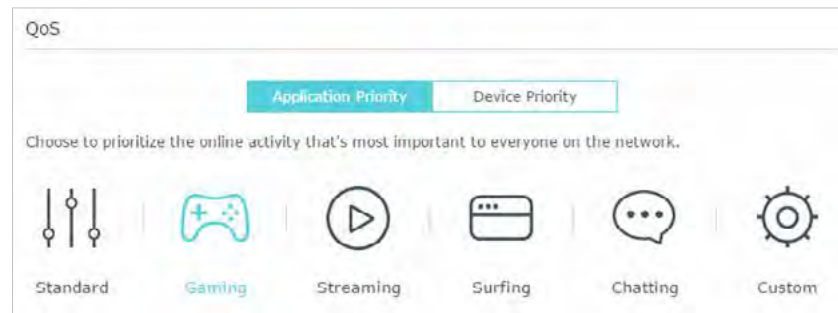 QoS
Application Priority Device Priority
Choose to prioritize the online activity that's most important to everyone on the network.
Standard Gaming Streaming Surfing Chatting Custom